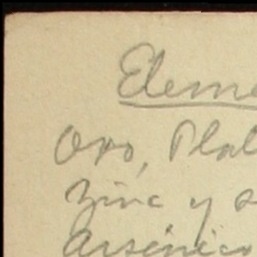 Eleme
Oro, Plat
Zinc y s
Arsénico